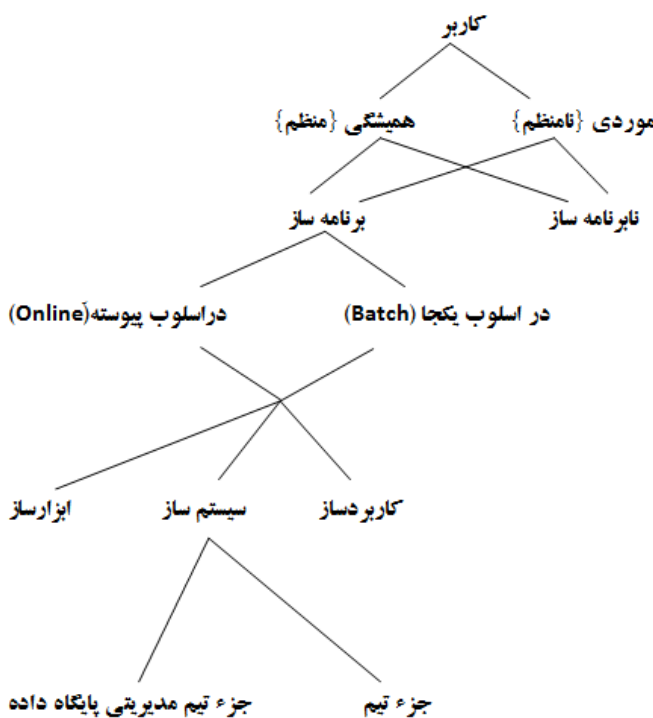 کاربر
موردی {نامنظم} همیشگی {منظم}
نابرنامه ساز برنامه ساز
در اسلوب یکجا (Batch) دراسلوب پیوسته(Online)
کاربردساز سیستم ساز ابزارساز
جزء تیم جزء تیم مدیریتی پایگاه داده